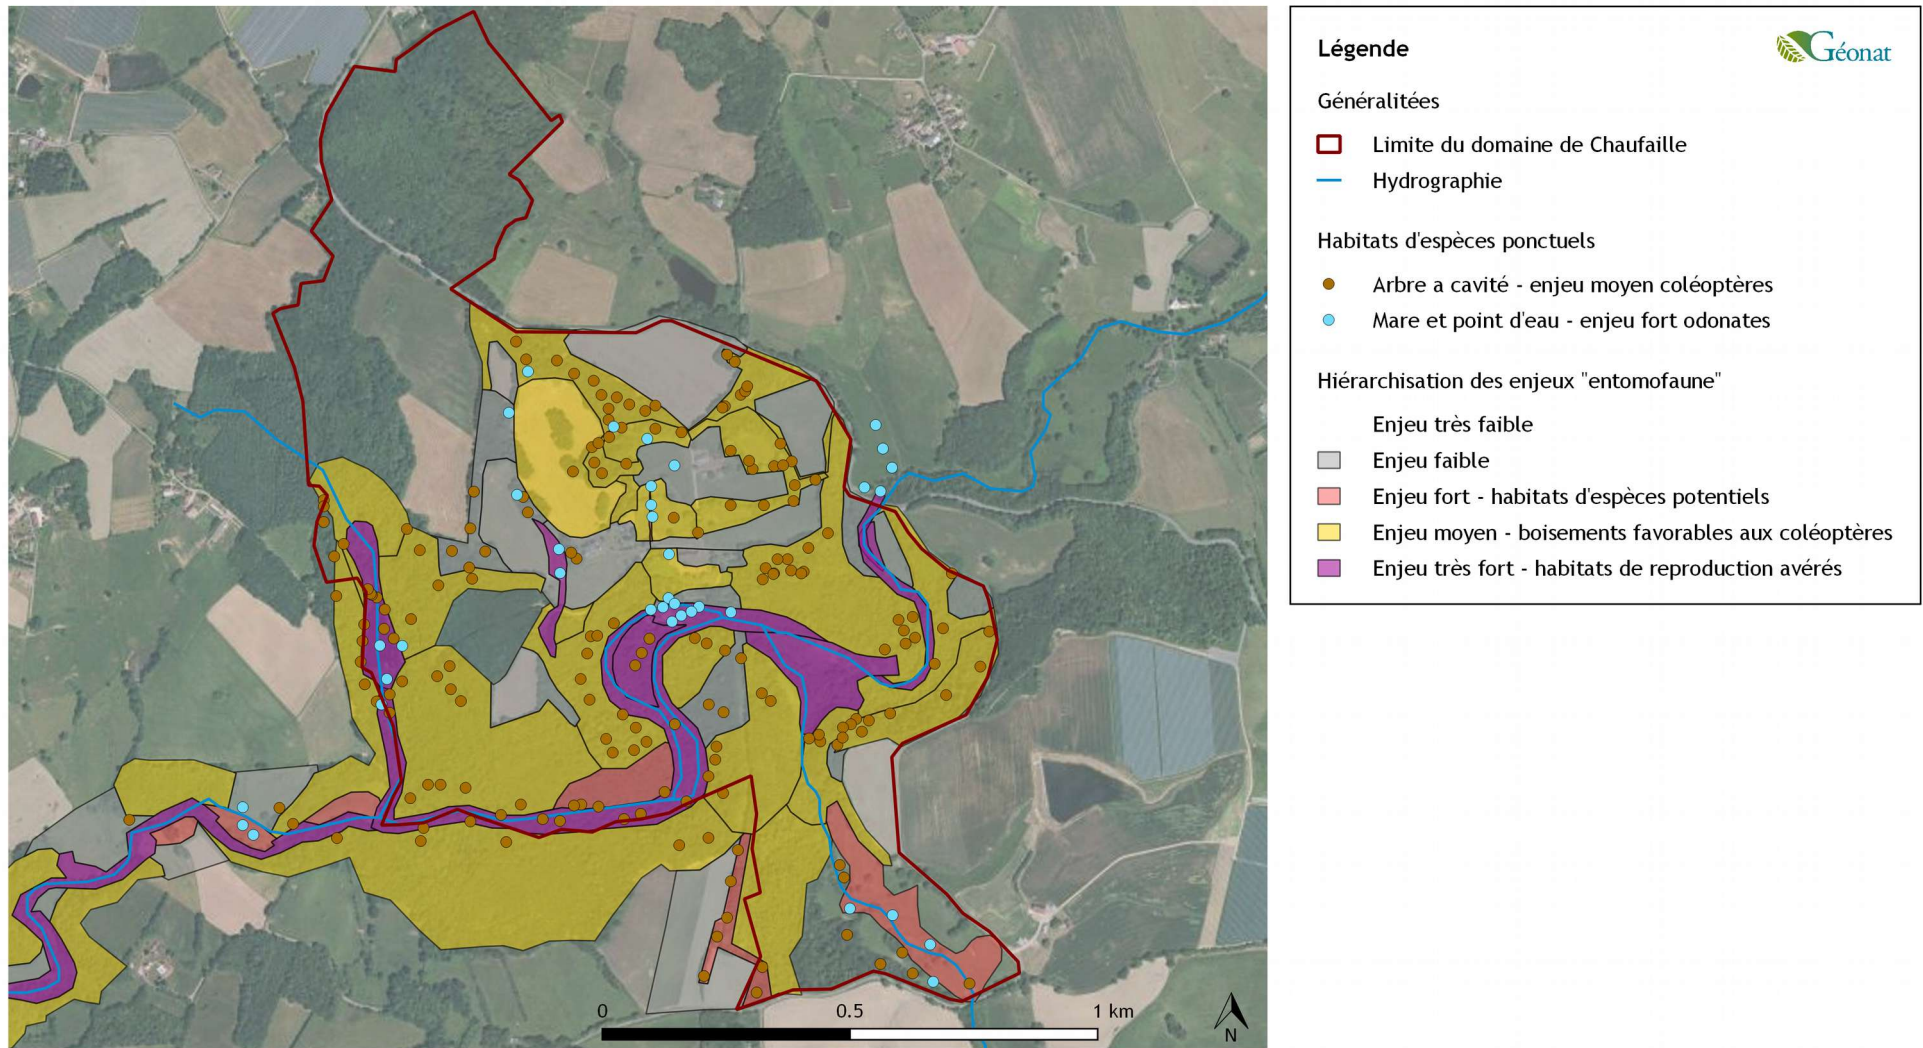 Légende
Géonat
Généralitées
Limite du domaine de Chaufaille
Hydrographie
Habitats d'espèces ponctuels
Arbre a cavité - enjeu moyen coléoptères
Mare et point d'eau - enjeu fort odonates
Hiérarchisation des enjeux "entomofaune"
Enjeu très faible
Enjeu faible
Enjeu fort - habitats d'espèces potentiels
Enjeu moyen - boisements favorables aux coléoptères
Enjeu très fort - habitats de reproduction avérés
0 0.5 1 km
N